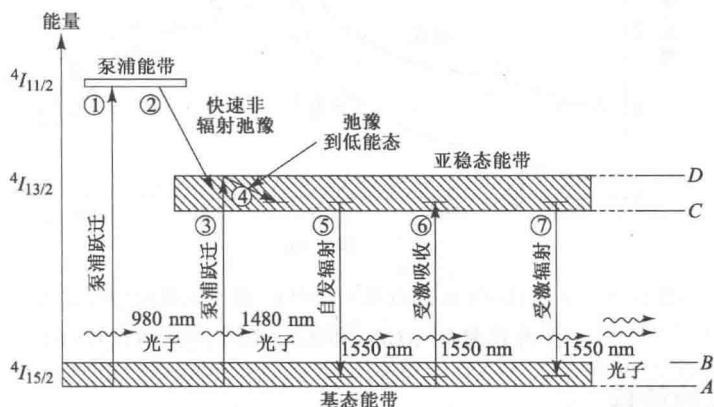 能量
泵浦能带
⁴I₁₁/₂
①
②
快速非
辐射弛豫
弛豫
到低能态
亚稳态能带
⁴I₁₃/₂
④
D
C
③
⑤
⑥
⑦
泵浦跃迁
泵浦跃迁
自发辐射
受激吸收
受激辐射
980 nm
光子
1480 nm
光子
1550 nm
1550 nm
1550 nm
光子
⁴I₁₅/₂
B
A
基态能带